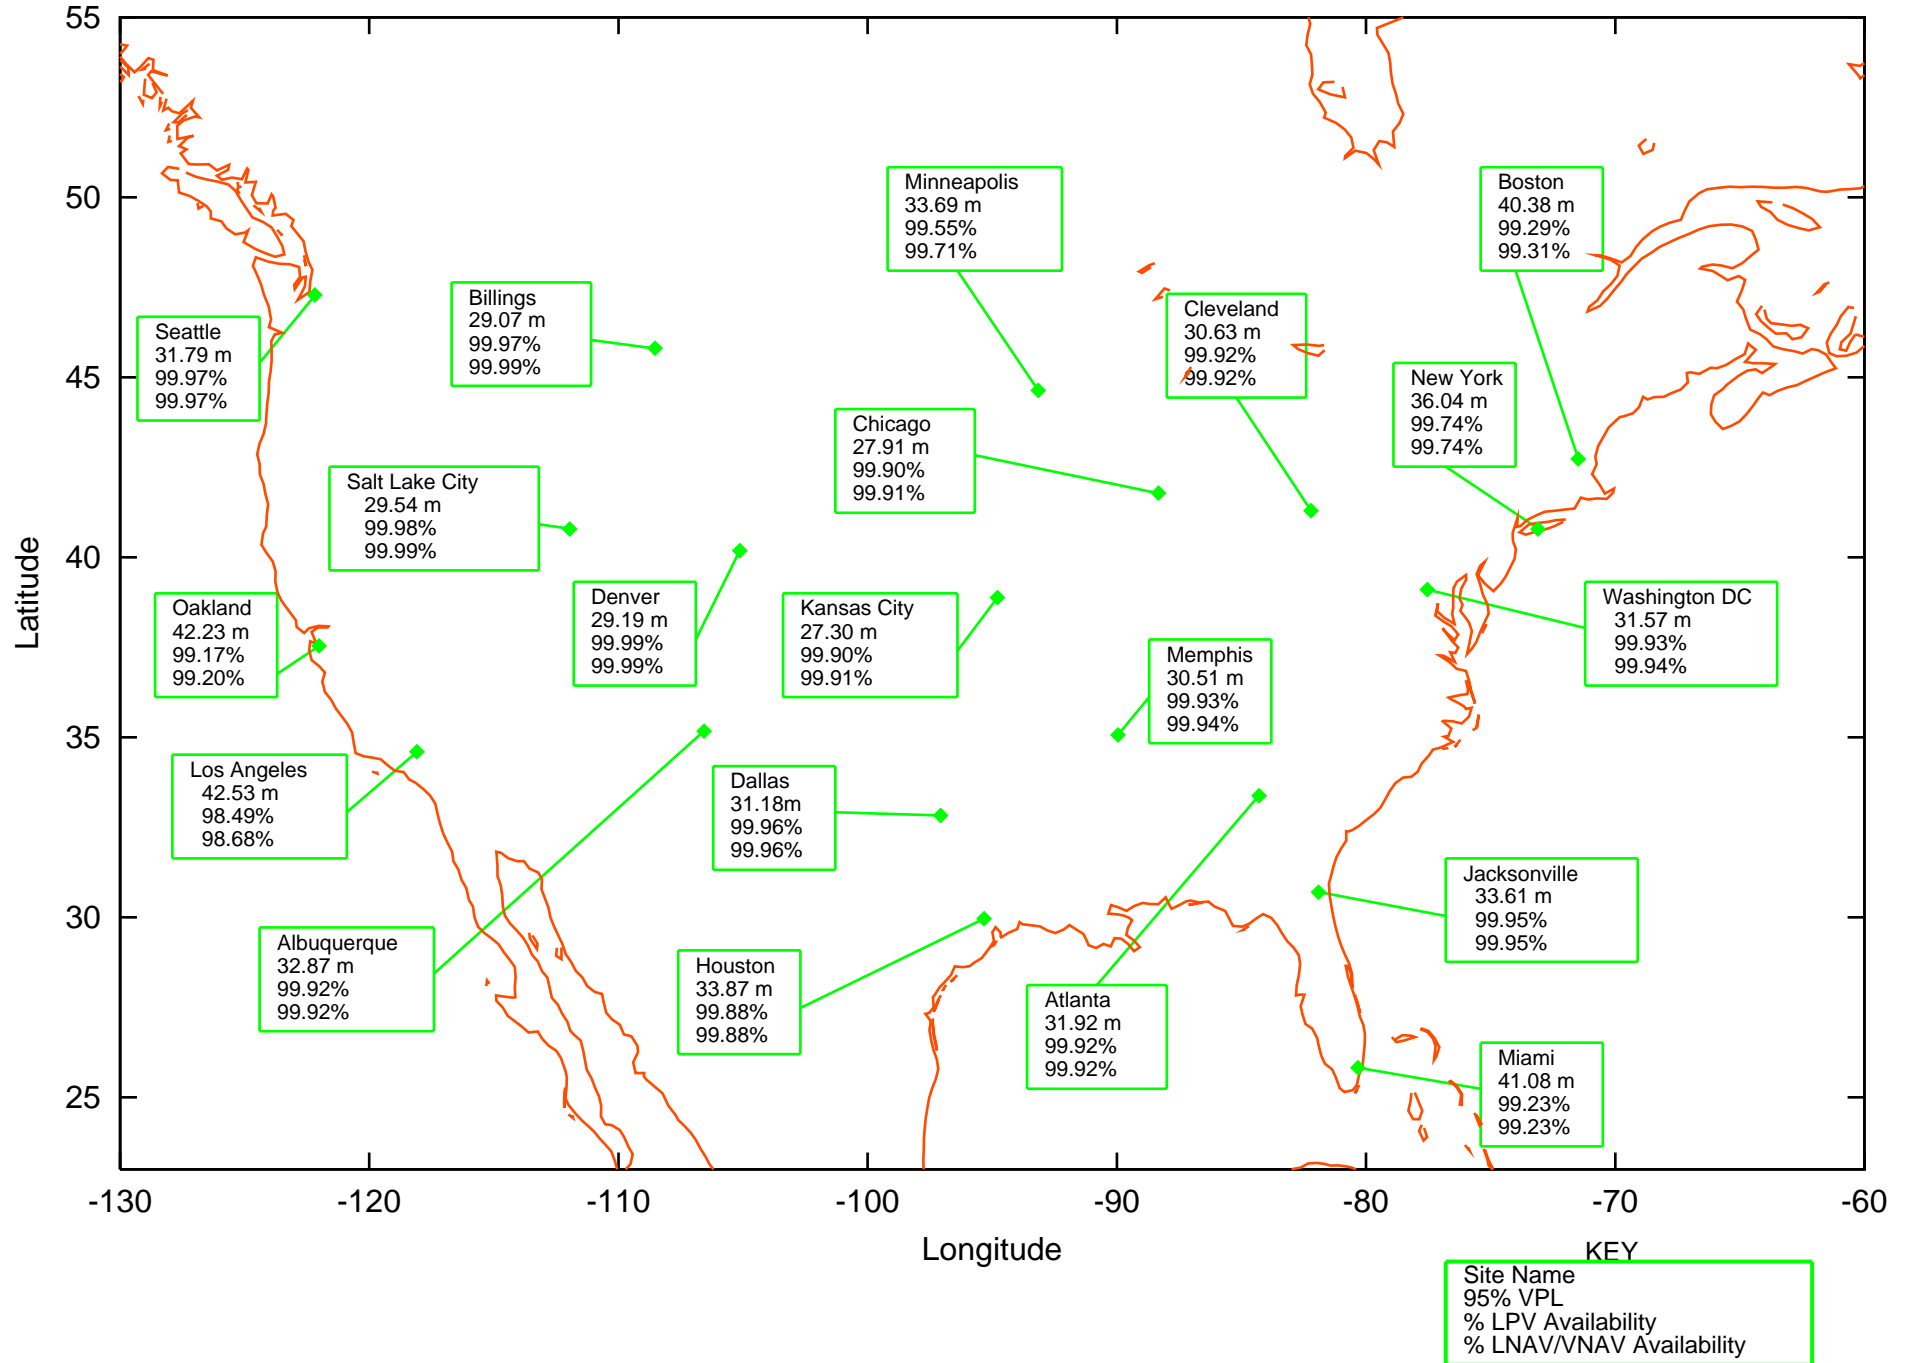 55
50
45
40
35
30
25
Latitude
Minneapolis
33.69 m
99.55%
99.71%
Boston
40.38 m
99.29%
99.31%
Billings
29.07 m
99.97%
99.99%
Cleveland
30.63 m
99.92%
99.92%
Seattle
31.79 m
99.97%
99.97%
New York
36.04 m
99.74%
99.74%
Chicago
27.91 m
99.90%
99.91%
Salt Lake City
29.54 m
99.98%
99.99%
Oakland
42.23 m
99.17%
99.20%
Denver
29.19 m
99.99%
99.99%
Kansas City
27.30 m
99.90%
99.91%
Washington DC
31.57 m
99.93%
99.94%
Memphis
30.51 m
99.93%
99.94%
Los Angeles
42.53 m
98.49%
98.68%
Dallas
31.18m
99.96%
99.96%
Jacksonville
33.61 m
99.95%
99.95%
Albuquerque
32.87 m
99.92%
99.92%
Houston
33.87 m
99.88%
99.88%
Atlanta
31.92 m
99.92%
99.92%
Miami
41.08 m
99.23%
99.23%
-130 -120 -110 -100 -90 -80 -70 -60
Longitude
KEY
Site Name
95% VPL
% LPV Availability
% LNAV/VNAV Availability